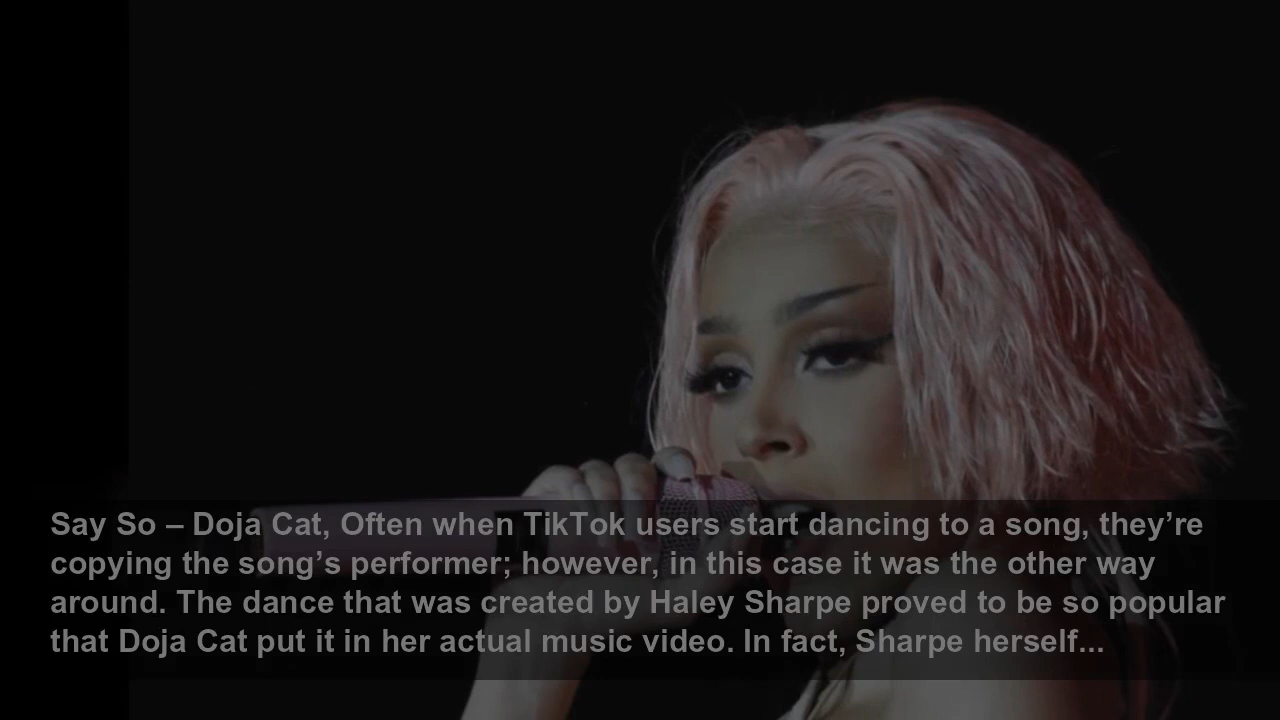 Say So – Doja Cat, Often when TikTok users start dancing to a song, they’re
copying the song’s performer; however, in this case it was the other way
around. The dance that was created by Haley Sharpe proved to be so popular
that Doja Cat put it in her actual music video. In fact, Sharpe herself...